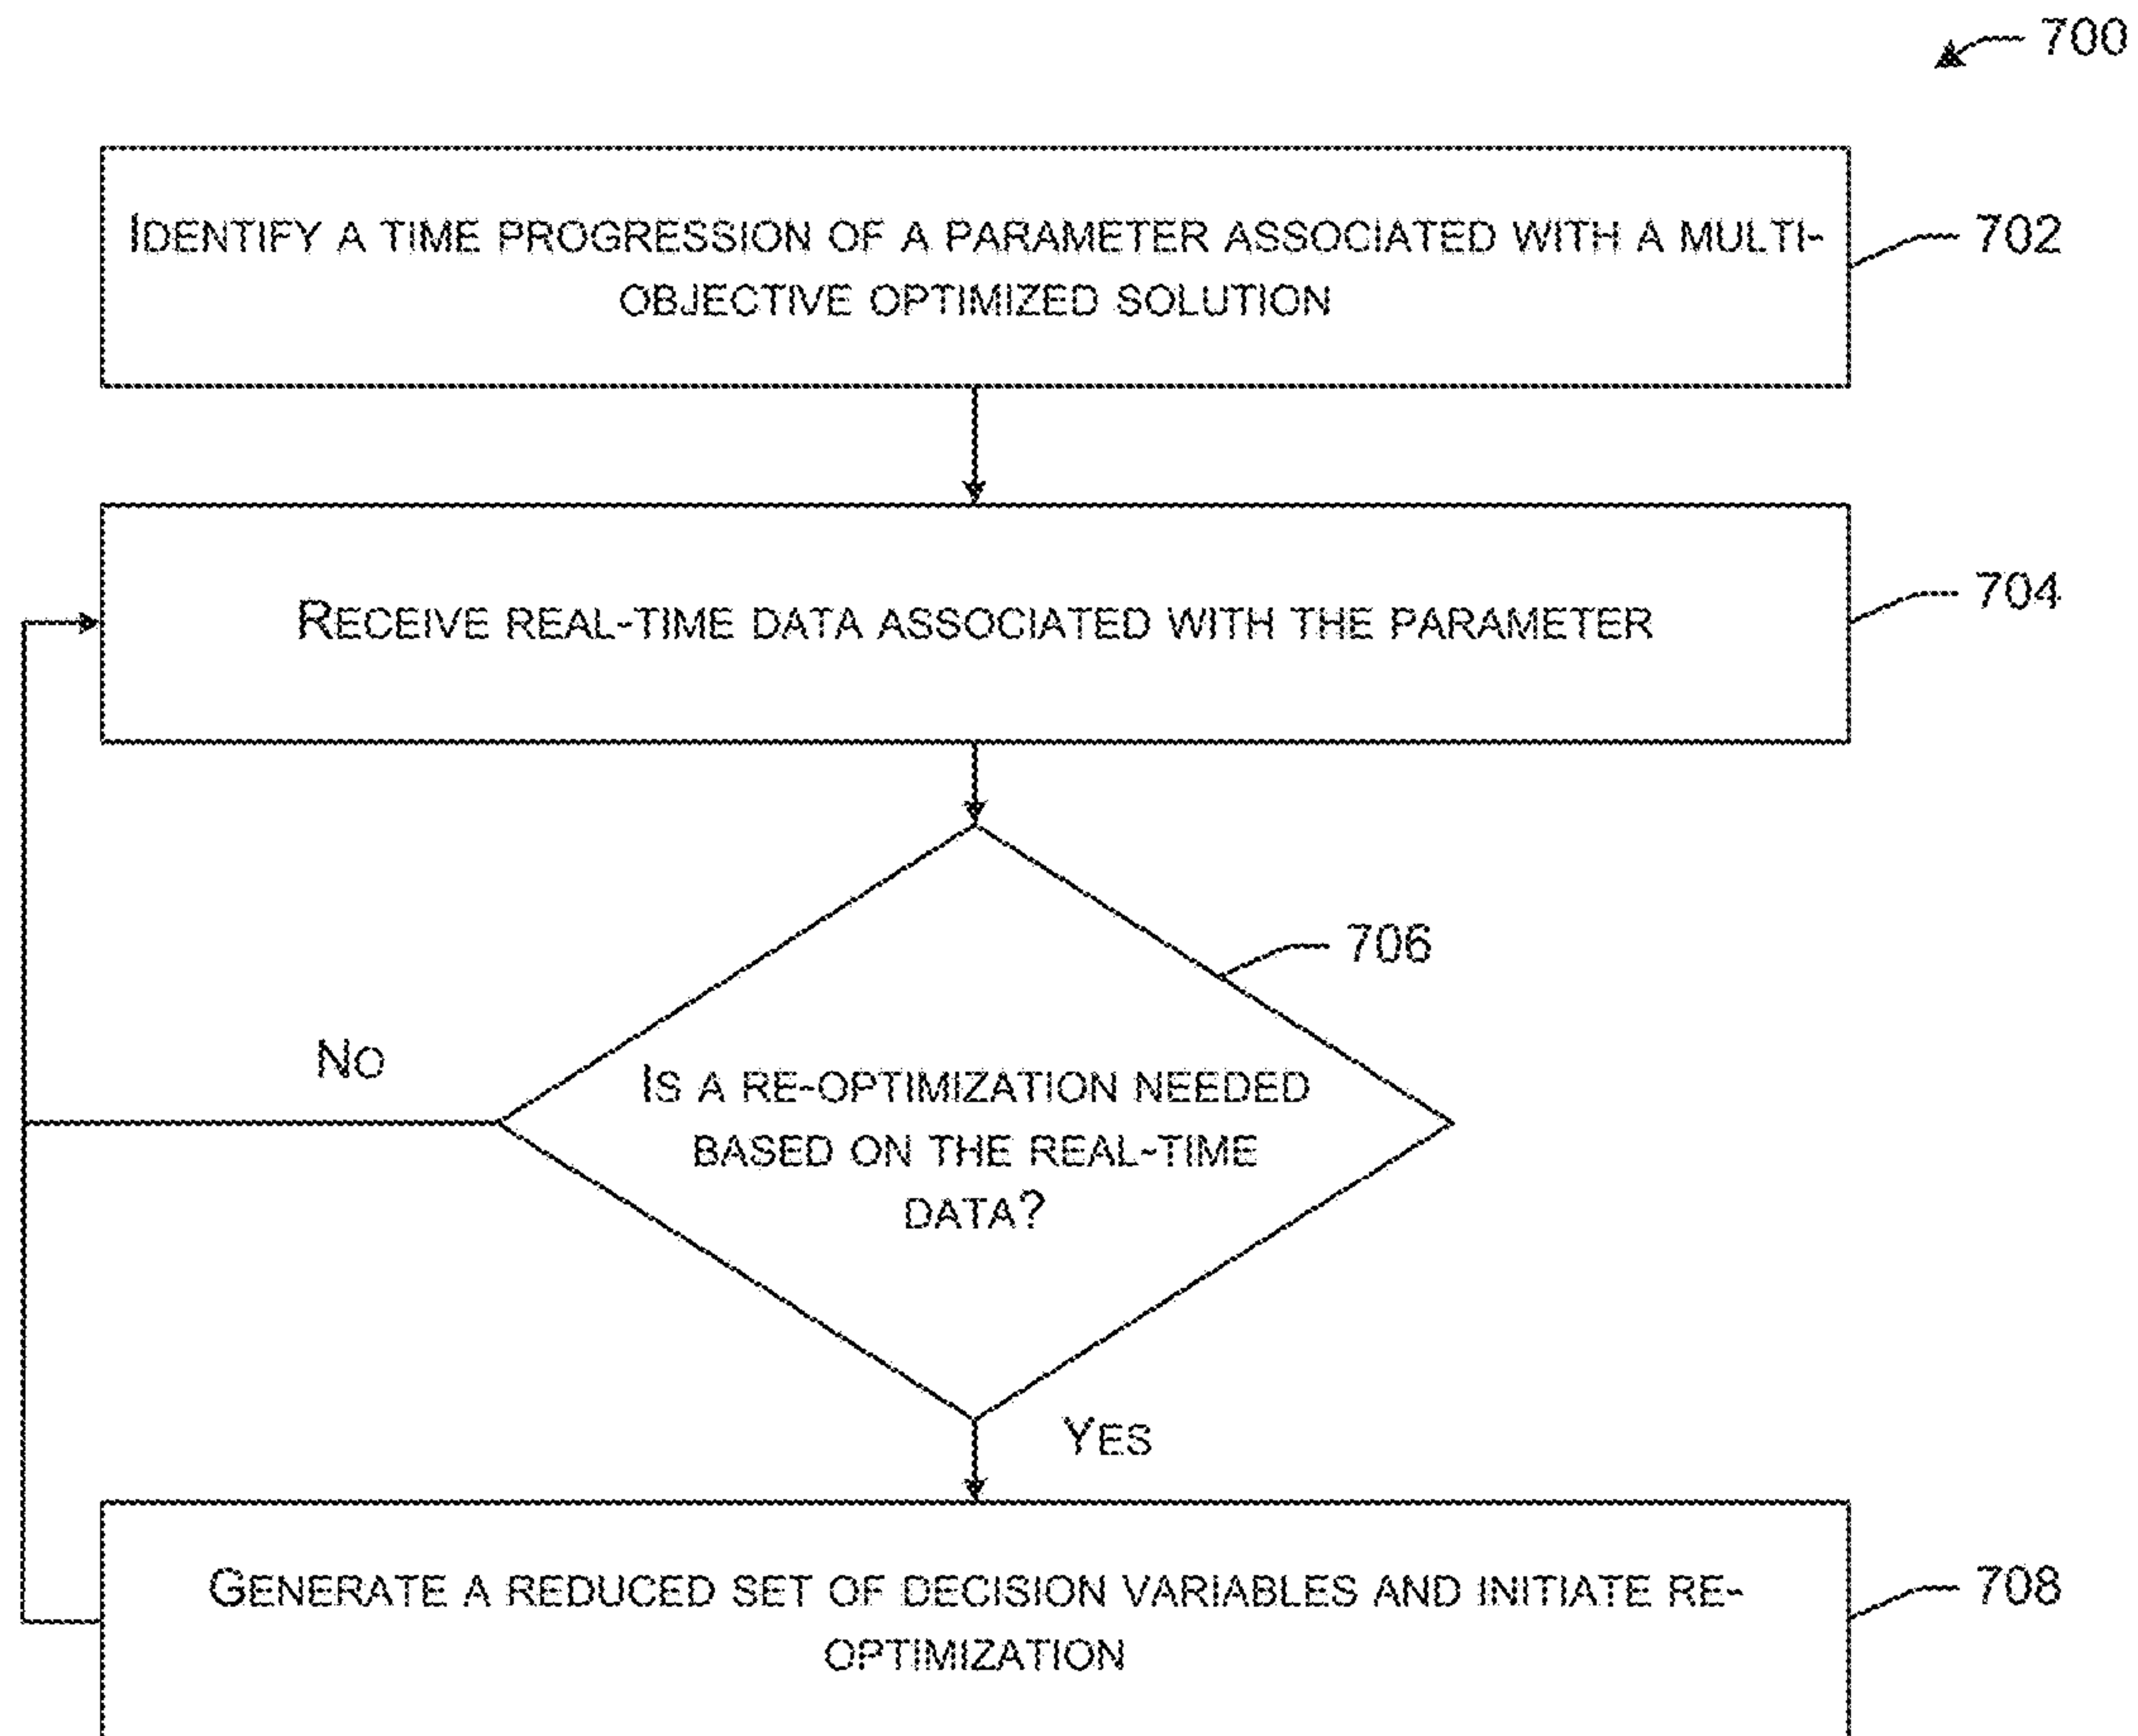 700
IDENTIFY A TIME PROGRESSION OF A PARAMETER ASSOCIATED WITH A MULTI-
OBJECTIVE OPTIMIZED SOLUTION
702
RECEIVE REAL-TIME DATA ASSOCIATED WITH THE PARAMETER
704
706
NO
IS A RE-OPTIMIZATION NEEDED
BASED ON THE REAL-TIME
DATA?
YES
GENERATE A REDUCED SET OF DECISION VARIABLES AND INITIATE RE-
OPTIMIZATION
708